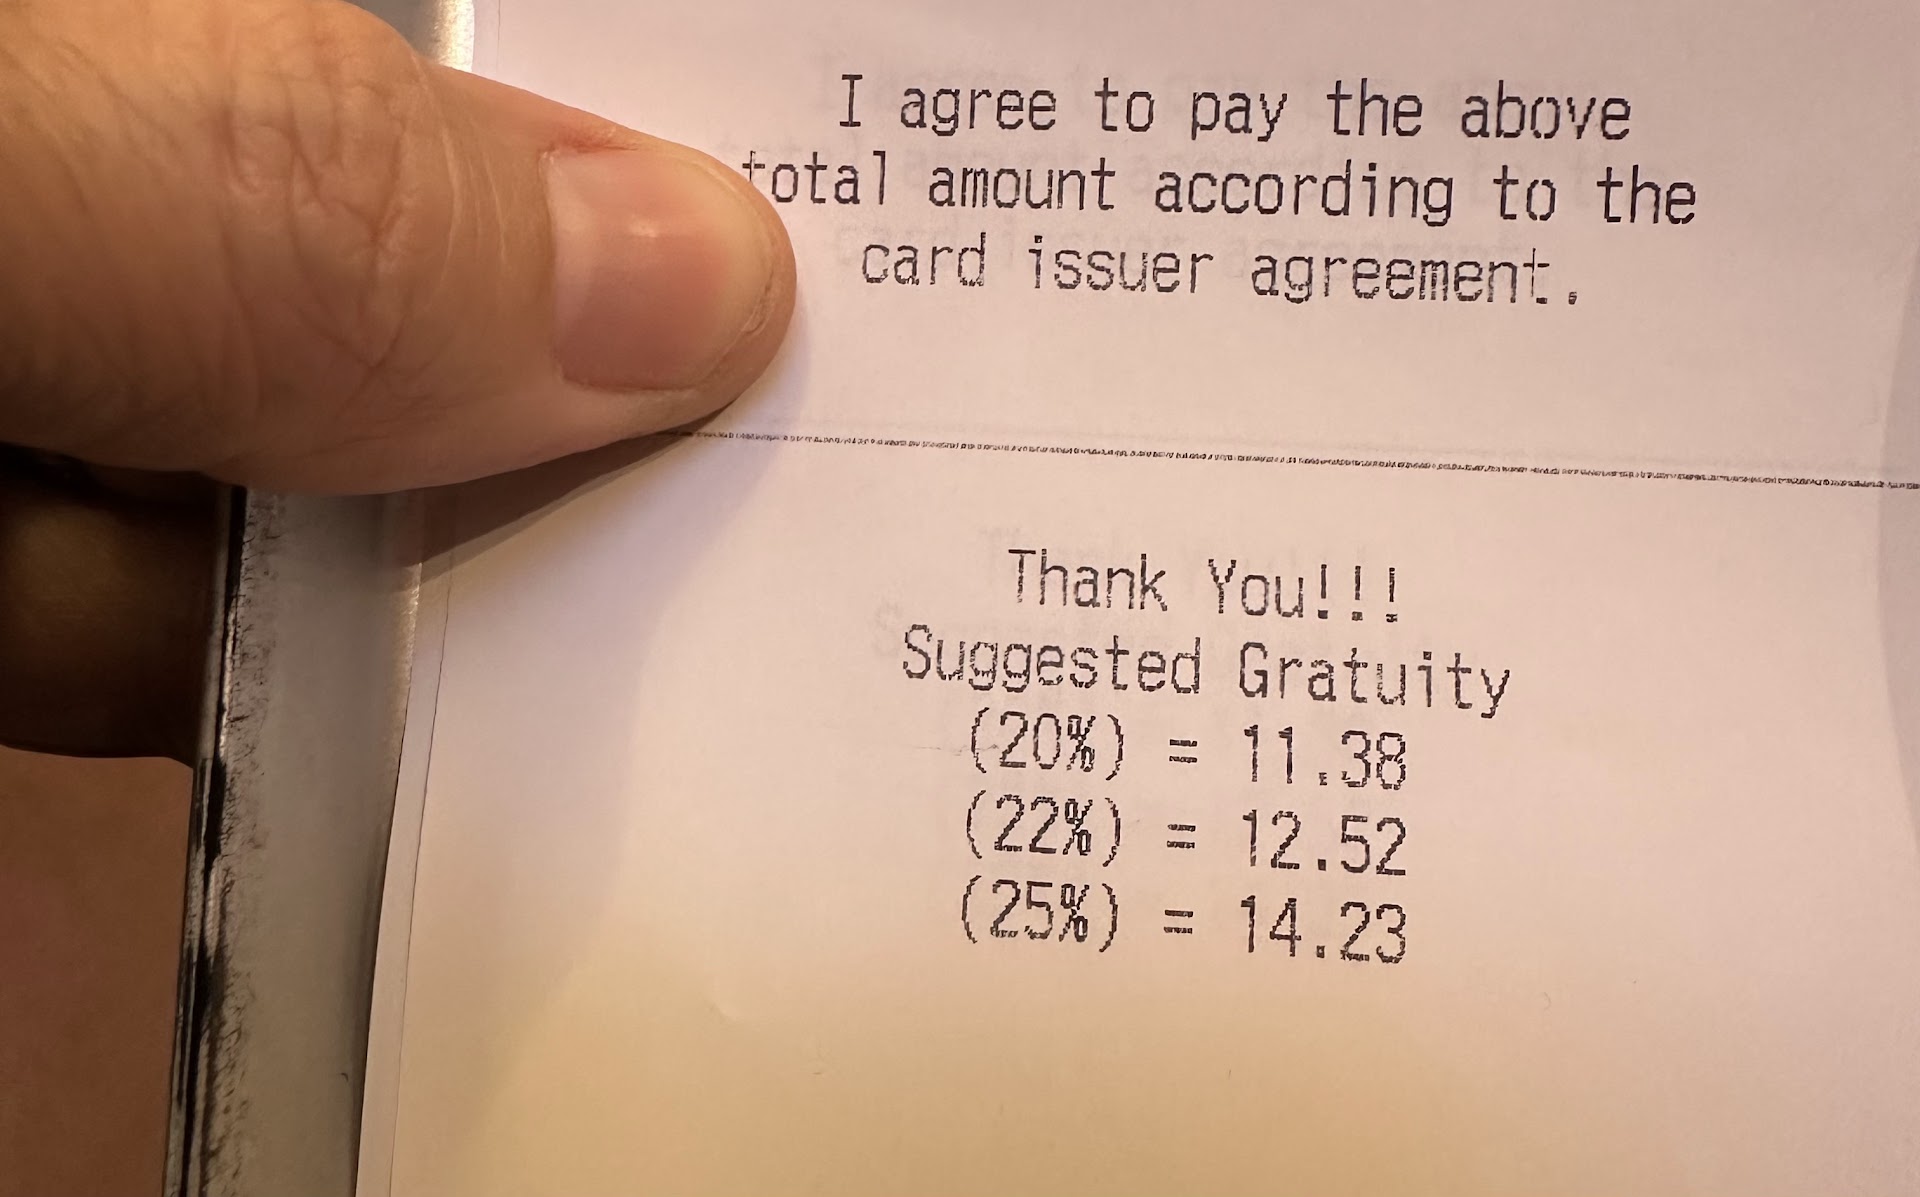 I agree to pay the above
total amount according to the
card issuer agreement.
Thank You!!!
Suggested Gratuity
(20%) = 11.38
(22%) = 12.52
(25%) = 14.23